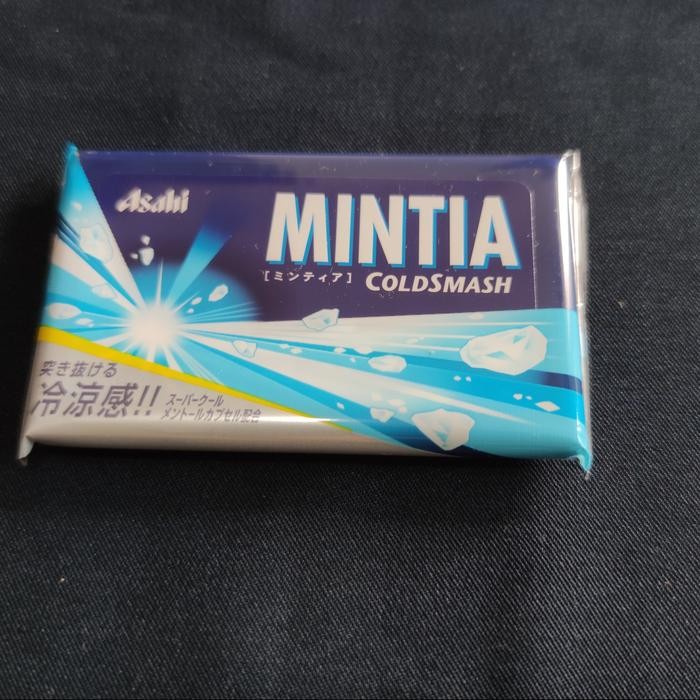 Asahi
MINTIA
[ミンティア] COLDSMASH
突き抜ける
冷涼感!!
スーパークール
メントールカプセル配合